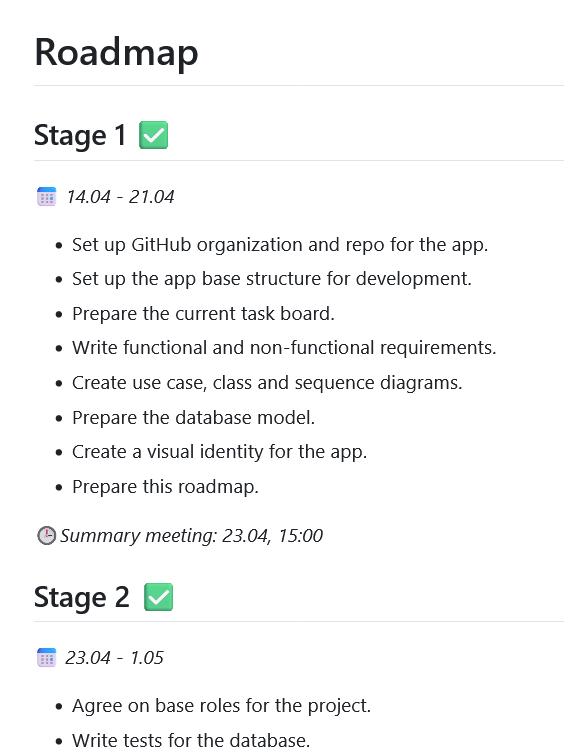 Roadmap
Stage 1 ✅
14.04 - 21.04
Set up GitHub organization and repo for the app.
Set up the app base structure for development.
Prepare the current task board.
Write functional and non-functional requirements.
Create use case, class and sequence diagrams.
Prepare the database model.
Create a visual identity for the app.
Prepare this roadmap.
Summary meeting: 23.04, 15:00
Stage 2 ✅
23.04 - 1.05
Agree on base roles for the project.
Write tests for the database.